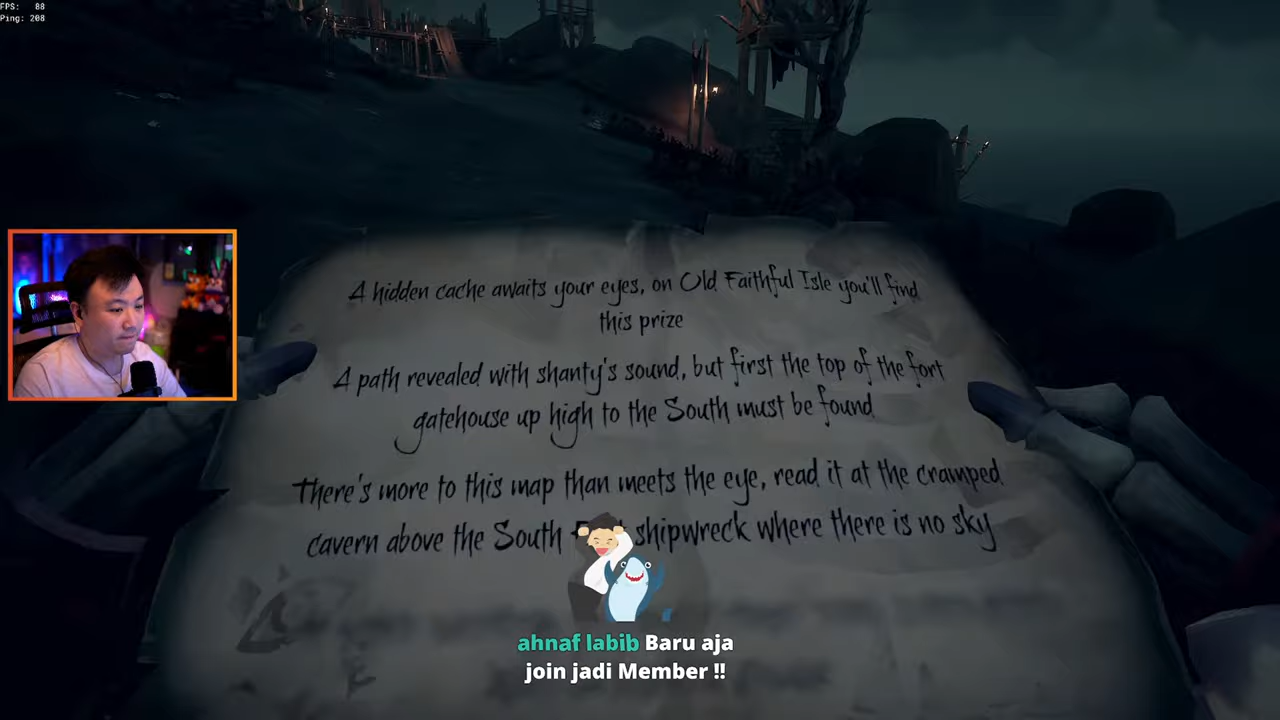 FPS: 88
Ping: 208
A hidden cache awaits your eyes, on Old Faithful Isle you'll find
this prize
A path revealed with shanty's sound, but first the top of the fort
gatehouse up high to the South must be found
There's more to this map than meets the eye, read it at the cramped
cavern above the South shipwreck where there is no sky
ahnaf labib Baru aja
join jadi Member !!